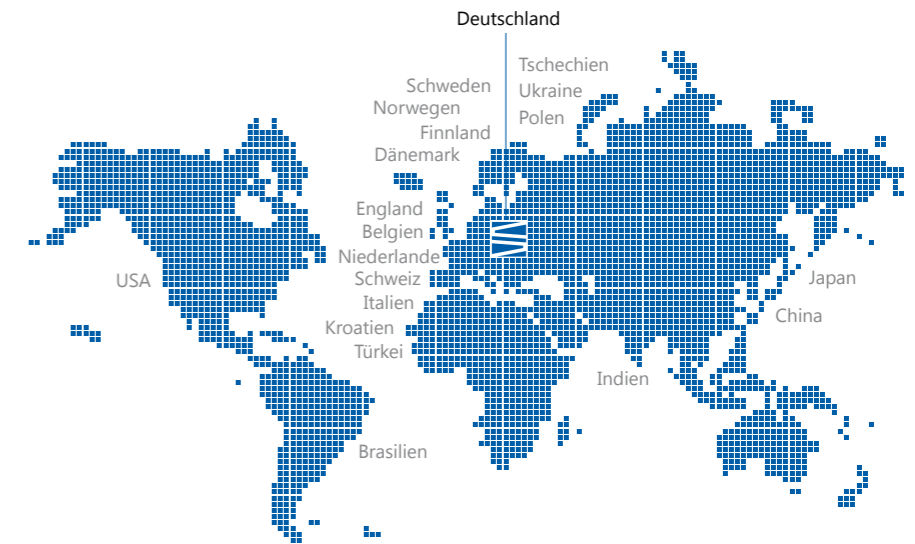 Deutschland
Tschechien
Ukraine
Polen
Schweden
Norwegen
Finnland
Dänemark
England
Belgien
Niederlande
Schweiz
Italien
Kroatien
Türkei
USA
Japan
China
Indien
Brasilien